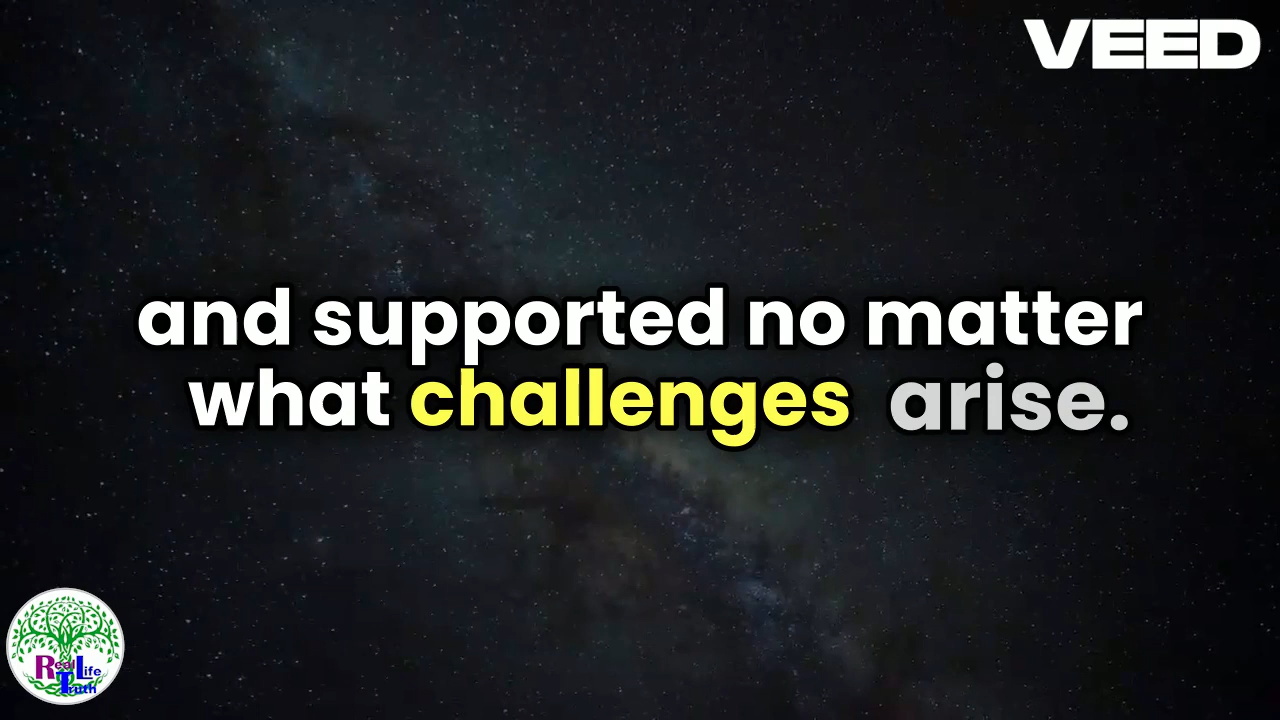 VEED
and supported no matter
what challenges arise.
Real Life
Truth